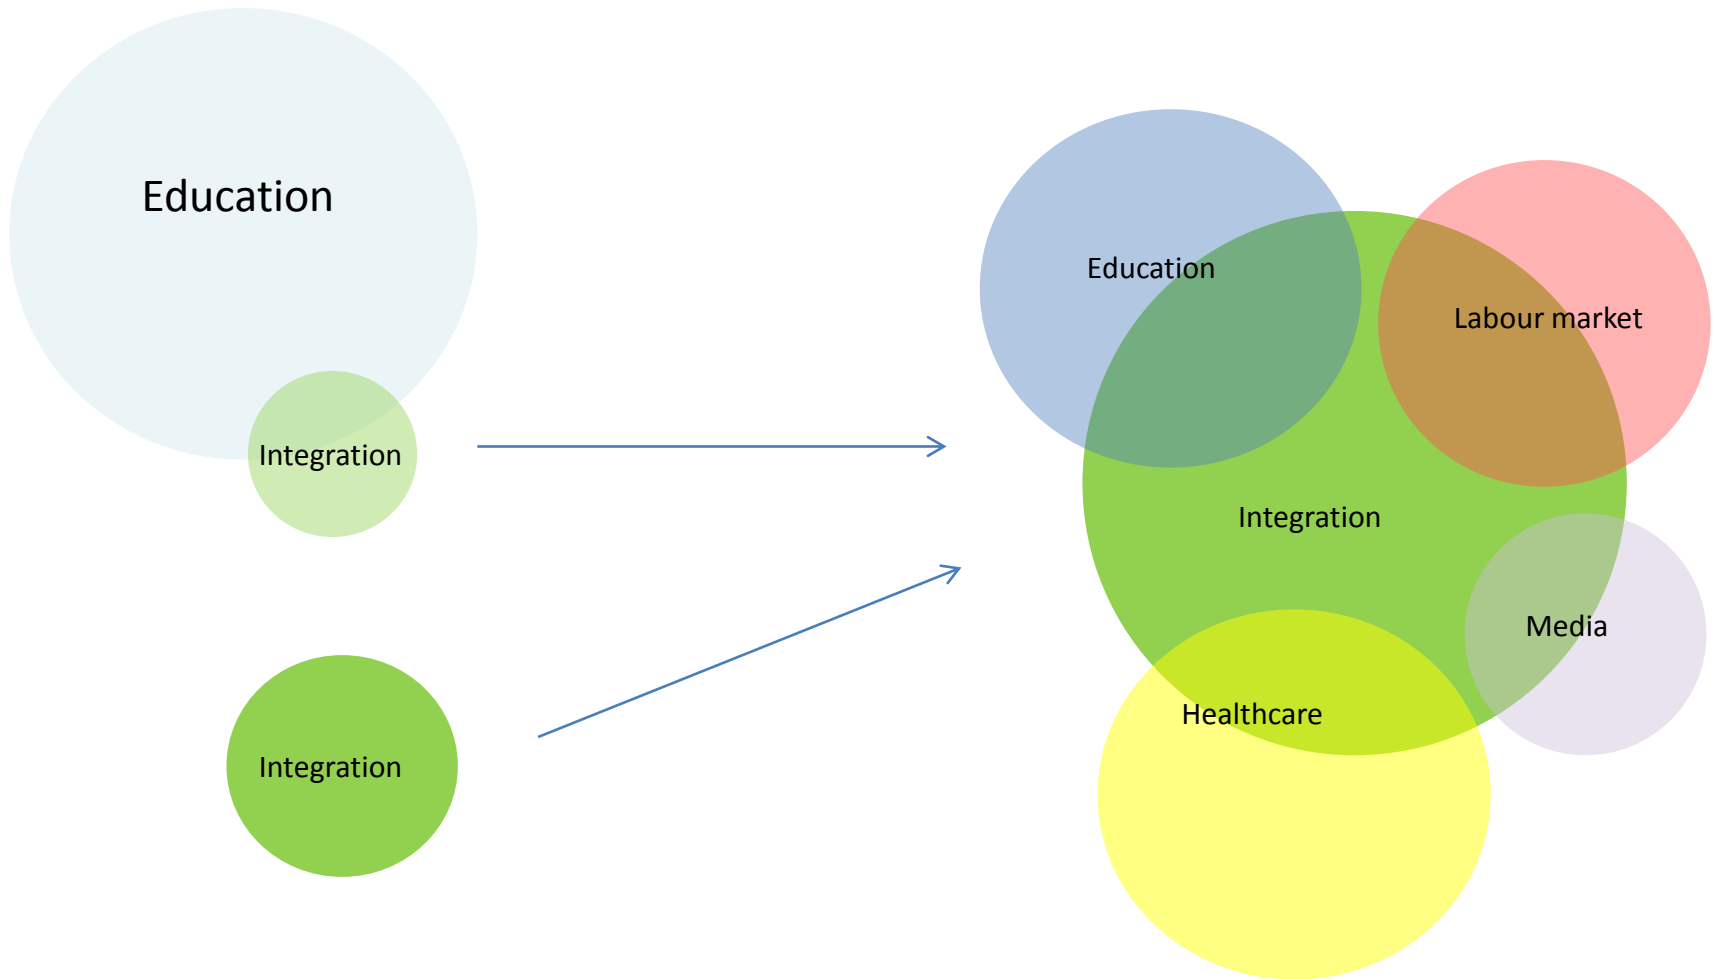 Education
Integration
Integration
Education
Labour market
Integration
Media
Healthcare